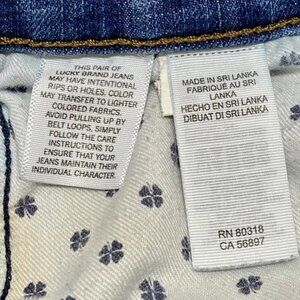 THIS PAIR OF
LUCKY BRAND JEANS
MAY HAVE INTENTIONAL
RIPS OR HOLES. COLOR
MAY TRANSFER TO LIGHTER
COLORED FABRICS.
AVOID PULLING UP BY
BELT LOOPS, SIMPLY
FOLLOW THE CARE
INSTRUCTIONS TO
ENSURE THAT YOUR
JEANS MAINTAIN THEIR
INDIVIDUAL CHARACTER.
MADE IN SRI LANKA
FABRIQUE AU SRI
LANKA
HECHO EN SRI LANKA
DIBUAT DI SRI LANKA
RN 80318
CA 56897